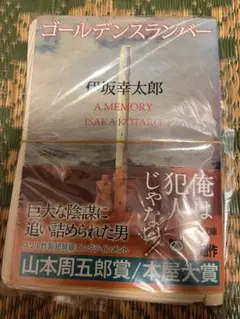 ゴールデンスランバー
伊坂幸太郎
A MEMORY
ISAKA KOTARO
俺は
犯人
じゃない!
巨大な陰謀に
追い詰められた男
山本周五郎賞/本屋大賞